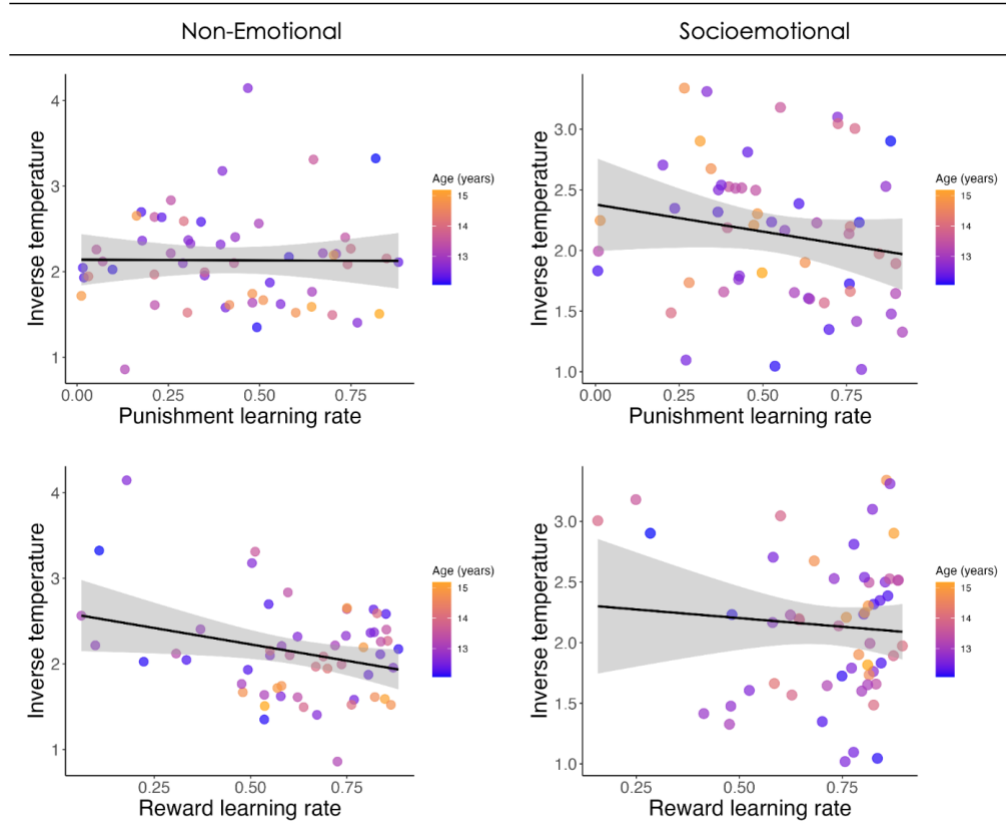 Non-Emotional Socioemotional
4
3
2
1
Inverse temperature
0.00 0.25 0.50 0.75
Punishment learning rate
Age (years)
15
14
13
3.0
2.5
2.0
1.5
1.0
Inverse temperature
0.00 0.25 0.50 0.75
Punishment learning rate
Age (years)
15
14
13
4
3
2
1
Inverse temperature
0.25 0.50 0.75
Reward learning rate
Age (years)
15
14
13
3.0
2.5
2.0
1.5
1.0
Inverse temperature
0.25 0.50 0.75
Reward learning rate
Age (years)
15
14
13